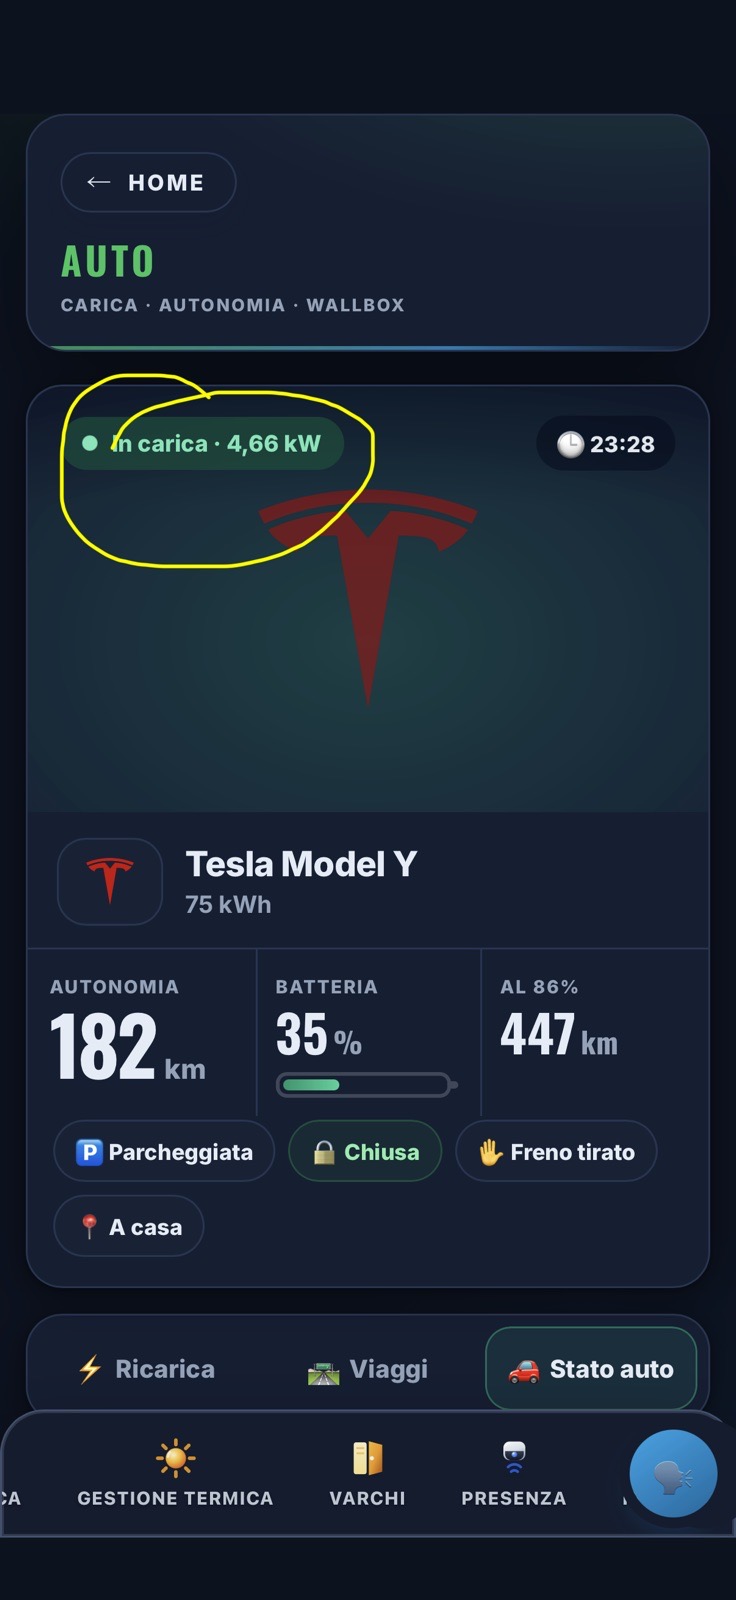 ← HOME
AUTO
CARICA · AUTONOMIA · WALLBOX
In carica · 4,66 kW
23:28
Tesla Model Y
75 kWh
AUTONOMIA
182 km
BATTERIA
35 %
AL 86%
447 km
P Parcheggiata
Chiusa
Freno tirato
A casa
Ricarica
Viaggi
Stato auto
CA
GESTIONE TERMICA
VARCHI
PRESENZA